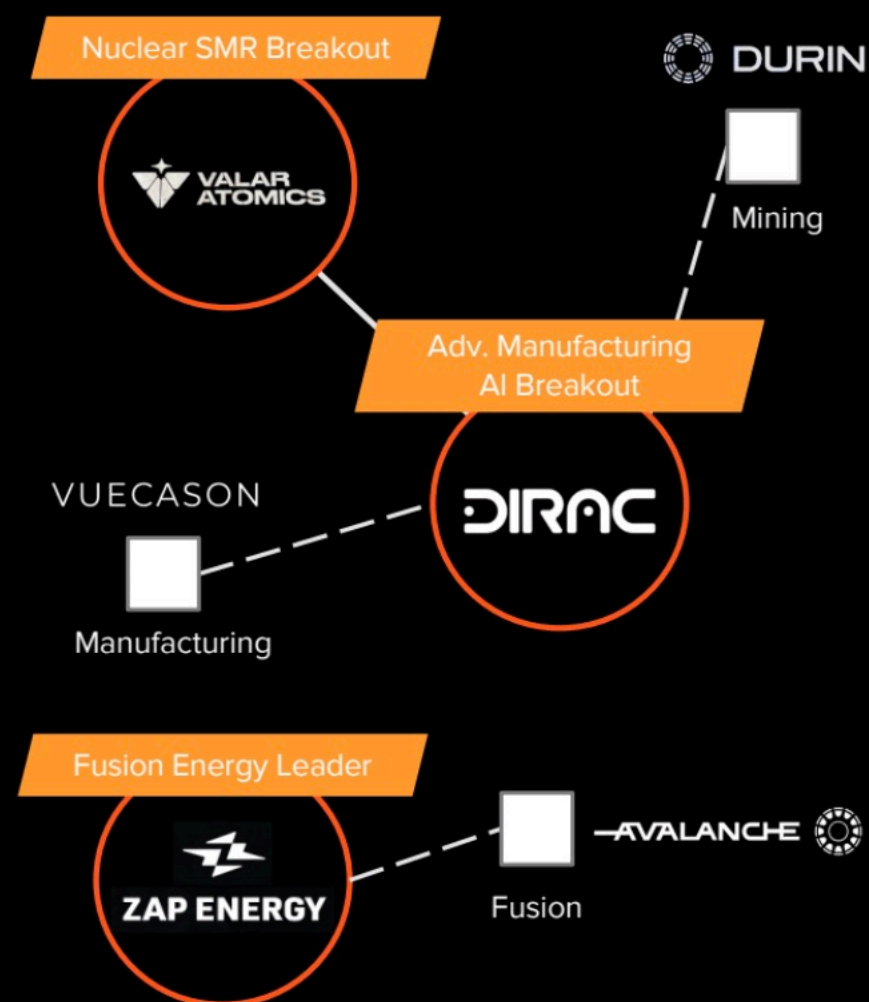 Nuclear SMR Breakout
DURIN
VALAR
ATOMICS
Mining
Adv. Manufacturing
AI Breakout
VUECASON
DIRAC
Manufacturing
Fusion Energy Leader
AVALANCHE
ZAP ENERGY
Fusion